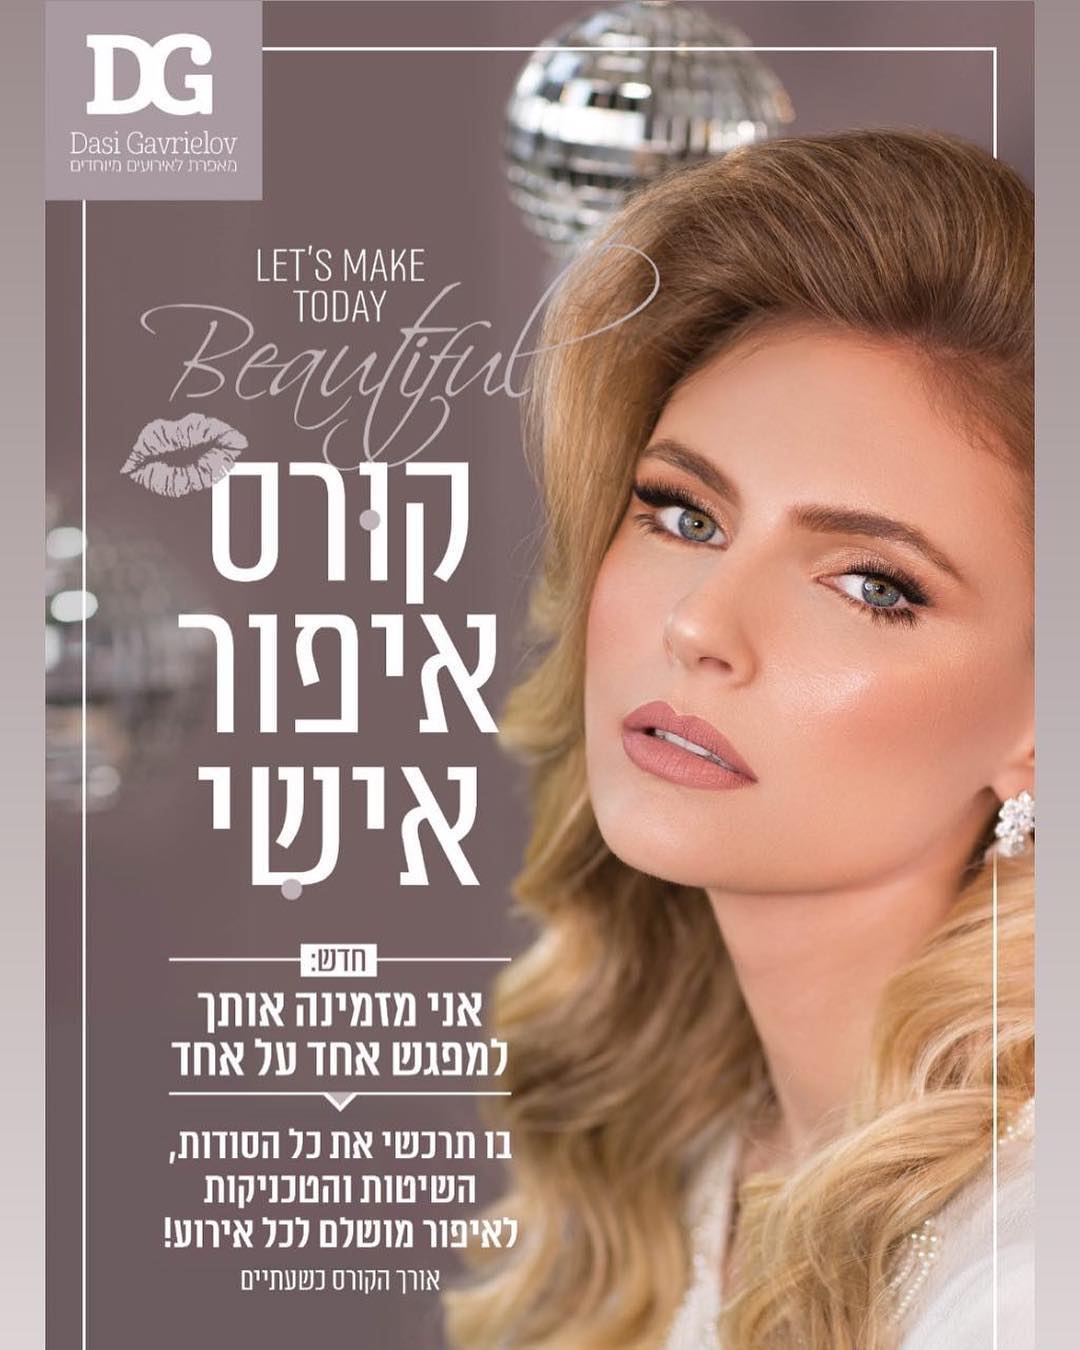 DG
Dasi Gavrielov
מאפרת לאירועים מיוחדים
LET'S MAKE
TODAY
Beautiful
קורס
איפור
אישִי
חדש:
אני מזמינה אותך
למפגש אחד על אחד
בו תרכשי את כל הסודות,
השיטות והטכניקות
לאיפור מושלם לכל אירוע!
אורך הקורס כשעתיים